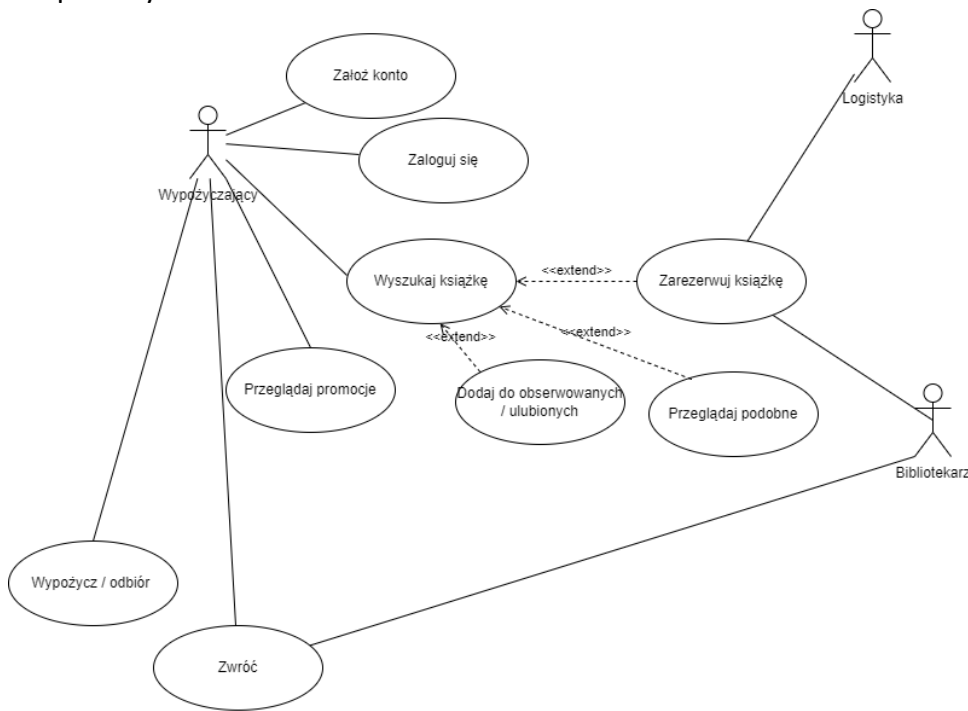 Załoź konto
Logistyka
Zaloguj się
Wypożyczający
Wyszukaj książkę
<<extend>>
Zarezerwuj książkę
<<extend>>
<<extend>>
Przeglądaj promocje
Dodaj do obserwowanych
/ ulubionych
Przeglądaj podobne
Bibliotekarz
Wypożycz / odbiór
Zwróć